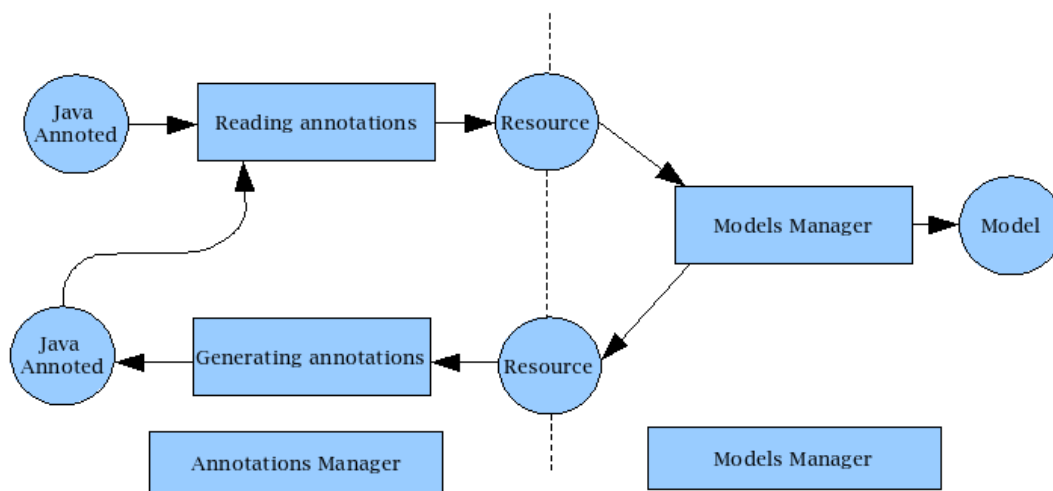 Java
Annoted
Reading annotations
Resource
Models Manager
Model
Java
Annoted
Generating annotations
Resource
Annotations Manager
Models Manager